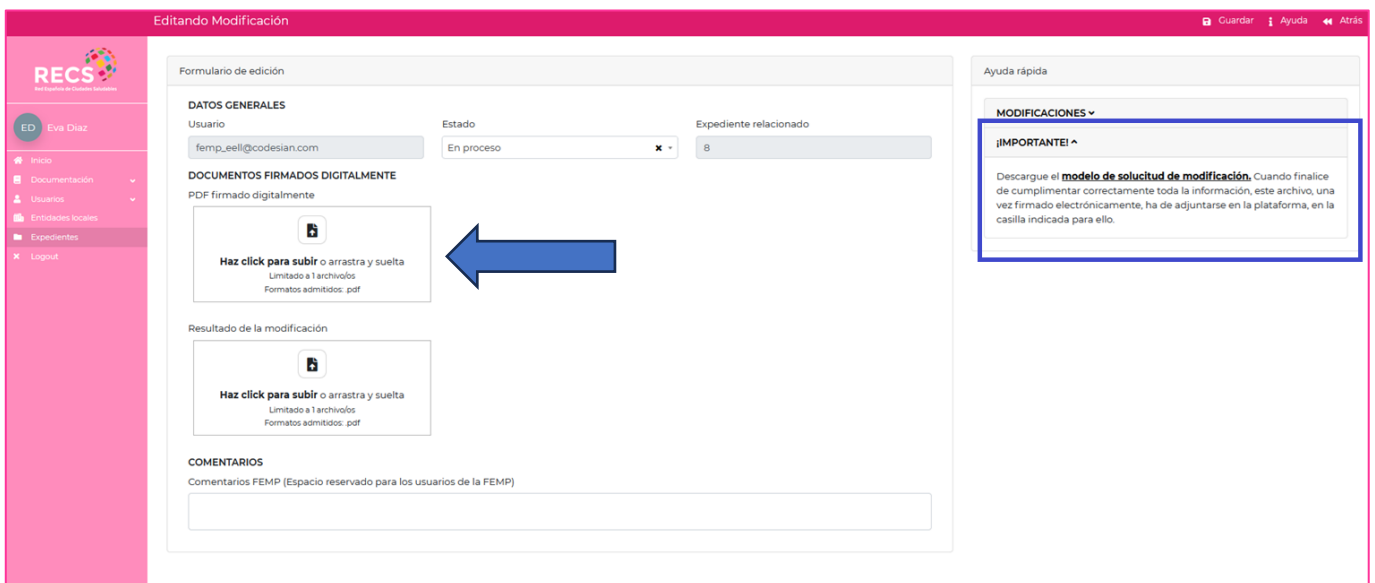 Editando Modificación
Guardar
Ayuda
Atrás
RECS
Red Española de Ciudades Saludables
ED
Eva Diaz
Inicio
Documentación
Usuarios
Entidades locales
Expedientes
Logout
Formulario de edición
DATOS GENERALES
Usuario
Estado
Expediente relacionado
femp_eell@codesian.com
En proceso
8
DOCUMENTOS FIRMADOS DIGITALMENTE
PDF firmado digitalmente
Haz click para subir o arrastra y suelta
Limitado a 1 archivo/os
Formatos admitidos: .pdf
Resultado de la modificación
Haz click para subir o arrastra y suelta
Limitado a 1 archivo/os
Formatos admitidos: .pdf
COMENTARIOS
Comentarios FEMP (Espacio reservado para los usuarios de la FEMP)
Ayuda rápida
MODIFICACIONES
¡IMPORTANTE!
Descargue el modelo de solucitud de modificación. Cuando finalice
de cumplimentar correctamente toda la información, este archivo, una
vez firmado electrónicamente, ha de adjuntarse en la plataforma, en la
casilla indicada para ello.